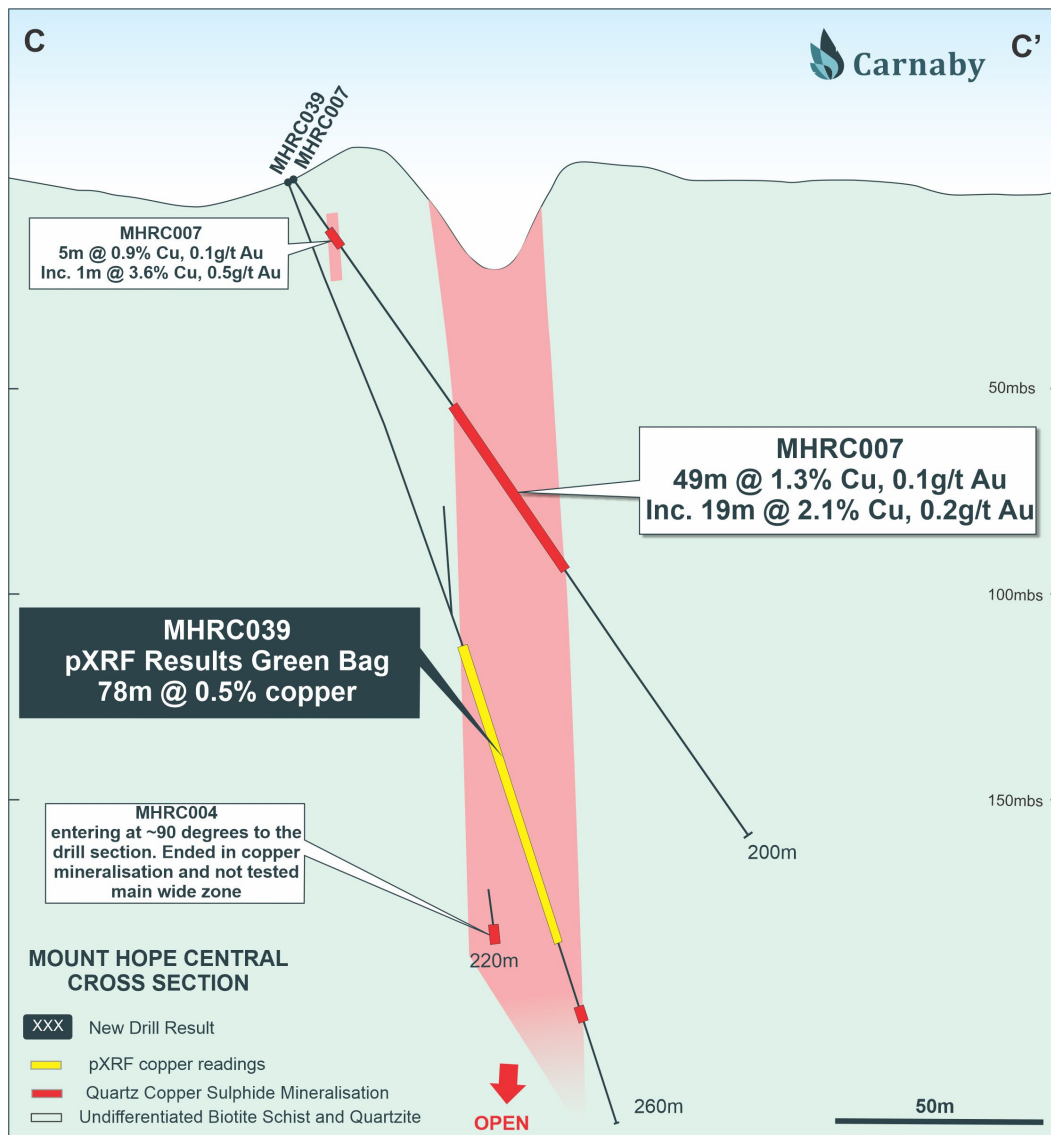 C
C’
Carnaby
MHRC039
MHRC007
MHRC007
5m @ 0.9% Cu, 0.1g/t Au
Inc. 1m @ 3.6% Cu, 0.5g/t Au
50mbs
MHRC007
49m @ 1.3% Cu, 0.1g/t Au
Inc. 19m @ 2.1% Cu, 0.2g/t Au
100mbs
MHRC039
pXRF Results Green Bag
78m @ 0.5% copper
150mbs
MHRC004
entering at ~90 degrees to the
drill section. Ended in copper
mineralisation and not tested
main wide zone
200m
220m
MOUNT HOPE CENTRAL
CROSS SECTION
XXX New Drill Result
pXRF copper readings
Quartz Copper Sulphide Mineralisation
Undifferentiated Biotite Schist and Quartzite
OPEN
260m
50m